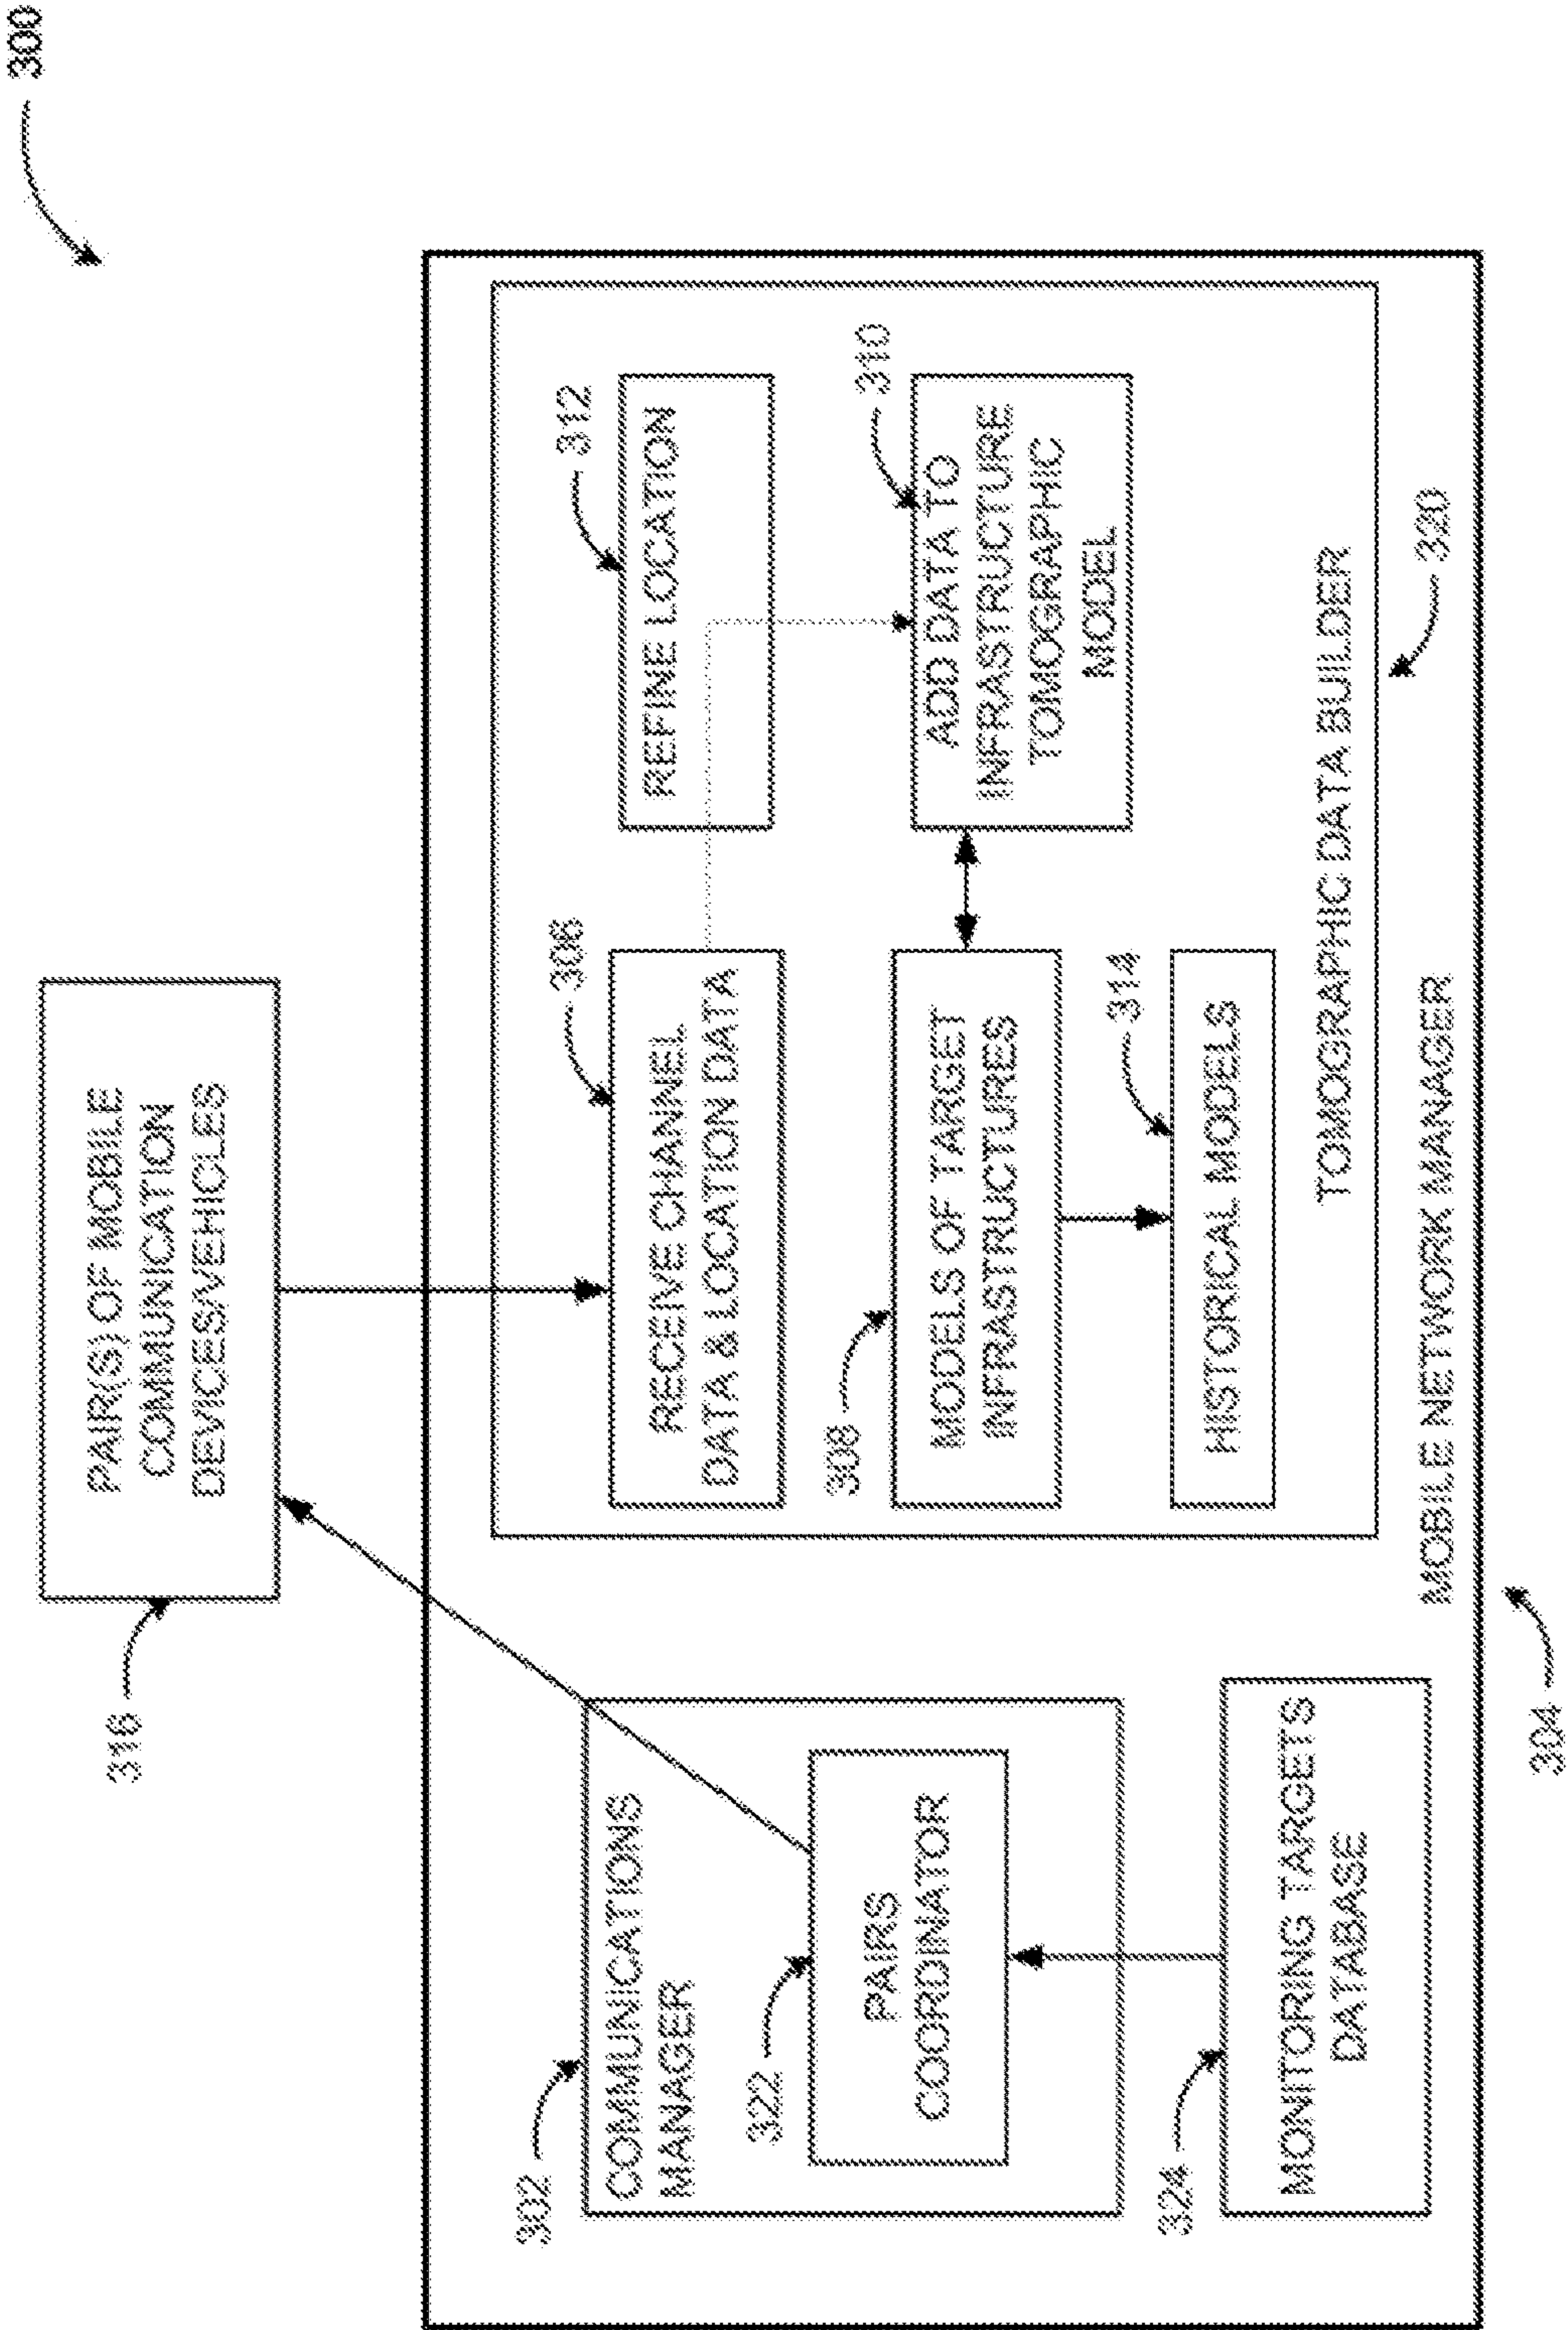 300
PAIR(S) OF MOBILE
COMMUNICATION
DEVICES/VEHICLES
316
302
COMMUNICATIONS
MANAGER
322
PAIRS
COORDINATOR
324
MONITORING TARGETS
DATABASE
306
RECEIVE CHANNEL
DATA & LOCATION DATA
312
REFINE LOCATION
308
MODELS OF TARGET
INFRASTRUCTURES
310
ADD DATA TO
INFRASTRUCTURE
TOMOGRAPHIC
MODEL
314
HISTORICAL MODELS
TOMOGRAPHIC DATA BUILDER
320
MOBILE NETWORK MANAGER
304